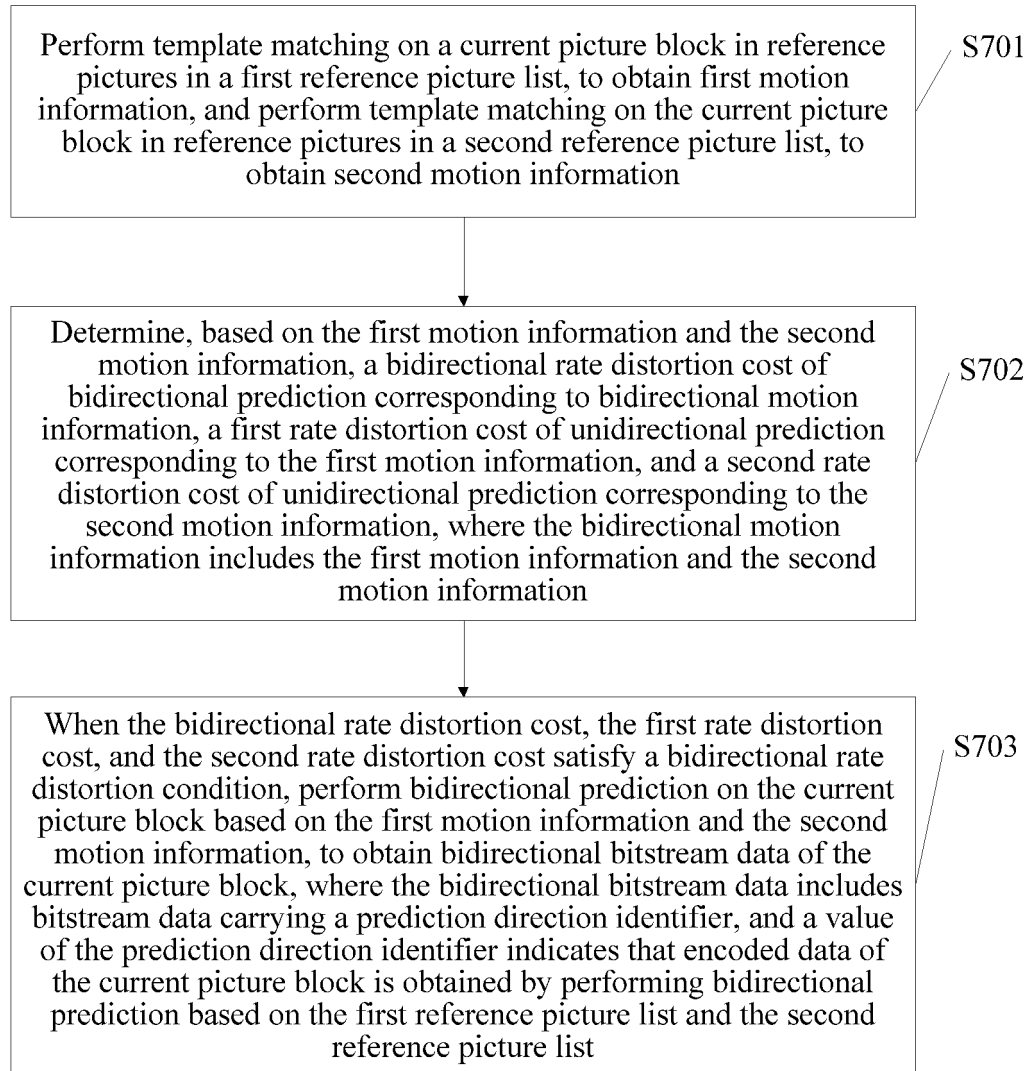 Perform template matching on a current picture block in reference
pictures in a first reference picture list, to obtain first motion
information, and perform template matching on the current picture
block in reference pictures in a second reference picture list, to
obtain second motion information
S701
Determine, based on the first motion information and the second
motion information, a bidirectional rate distortion cost of
bidirectional prediction corresponding to bidirectional motion
information, a first rate distortion cost of unidirectional prediction
corresponding to the first motion information, and a second rate
distortion cost of unidirectional prediction corresponding to the
second motion information, where the bidirectional motion
information includes the first motion information and the second
motion information
S702
When the bidirectional rate distortion cost, the first rate distortion
cost, and the second rate distortion cost satisfy a bidirectional rate
distortion condition, perform bidirectional prediction on the current
picture block based on the first motion information and the second
motion information, to obtain bidirectional bitstream data of the
current picture block, where the bidirectional bitstream data includes
bitstream data carrying a prediction direction identifier, and a value
of the prediction direction identifier indicates that encoded data of
the current picture block is obtained by performing bidirectional
prediction based on the first reference picture list and the second
reference picture list
S703